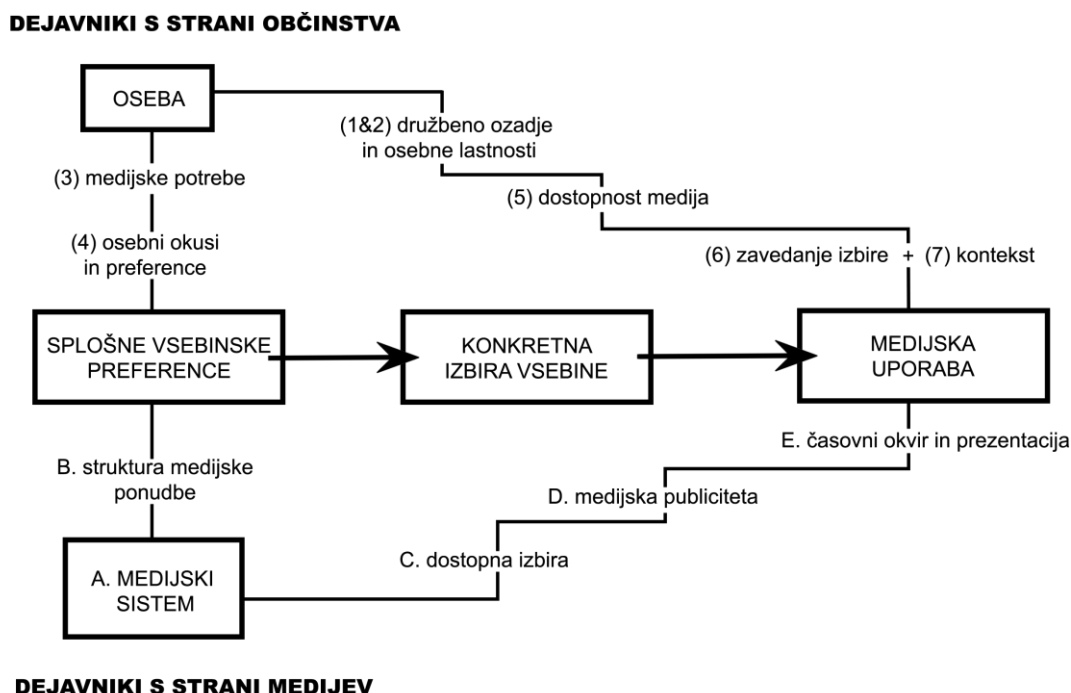 DEJAVNIKI S STRANI OBČINSTVA
OSEBA
(1&2) družbeno ozadje
in osebne lastnosti
(3) medijske potrebe
(5) dostopnost medija
(4) osebni okusi
in preference
(6) zavedanje izbire + (7) kontekst
SPLOŠNE VSEBINSKE
PREFERENCE
KONKRETNA
IZBIRA VSEBINE
MEDIJSKA
UPORABA
E. časovni okvir in prezentacija
B. struktura medijske
ponudbe
D. medijska publiciteta
C. dostopna izbira
A. MEDIJSKI
SISTEM
DEJAVNIKI S STRANI MEDIJEV